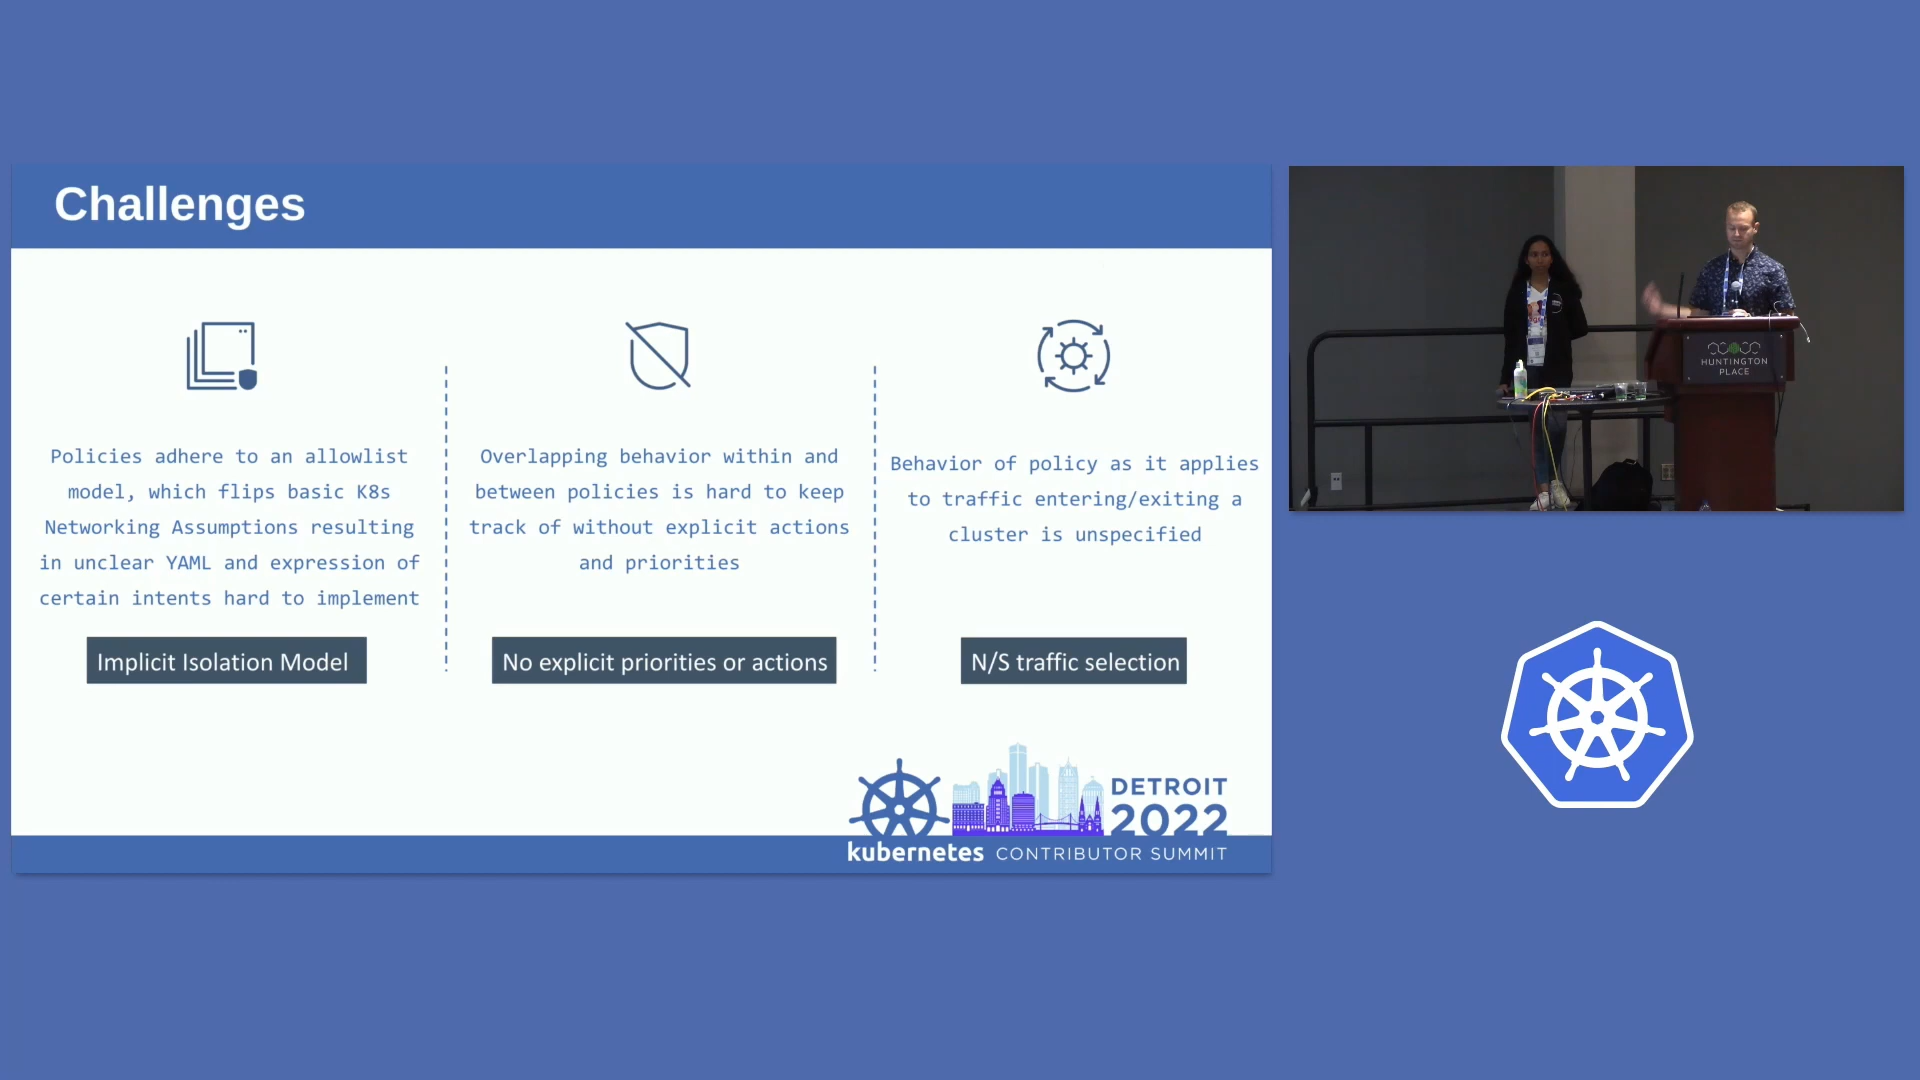 Challenges
Policies adhere to an allowlist
model, which flips basic K8s
Networking Assumptions resulting
in unclear YAML and expression of
certain intents hard to implement
Implicit Isolation Model
Overlapping behavior within and
between policies is hard to keep
track of without explicit actions
and priorities
No explicit priorities or actions
Behavior of policy as it applies
to traffic entering/exiting a
cluster is unspecified
N/S traffic selection
DETROIT
2022
kubernetes CONTRIBUTOR SUMMIT
HUNTINGTON
PLACE